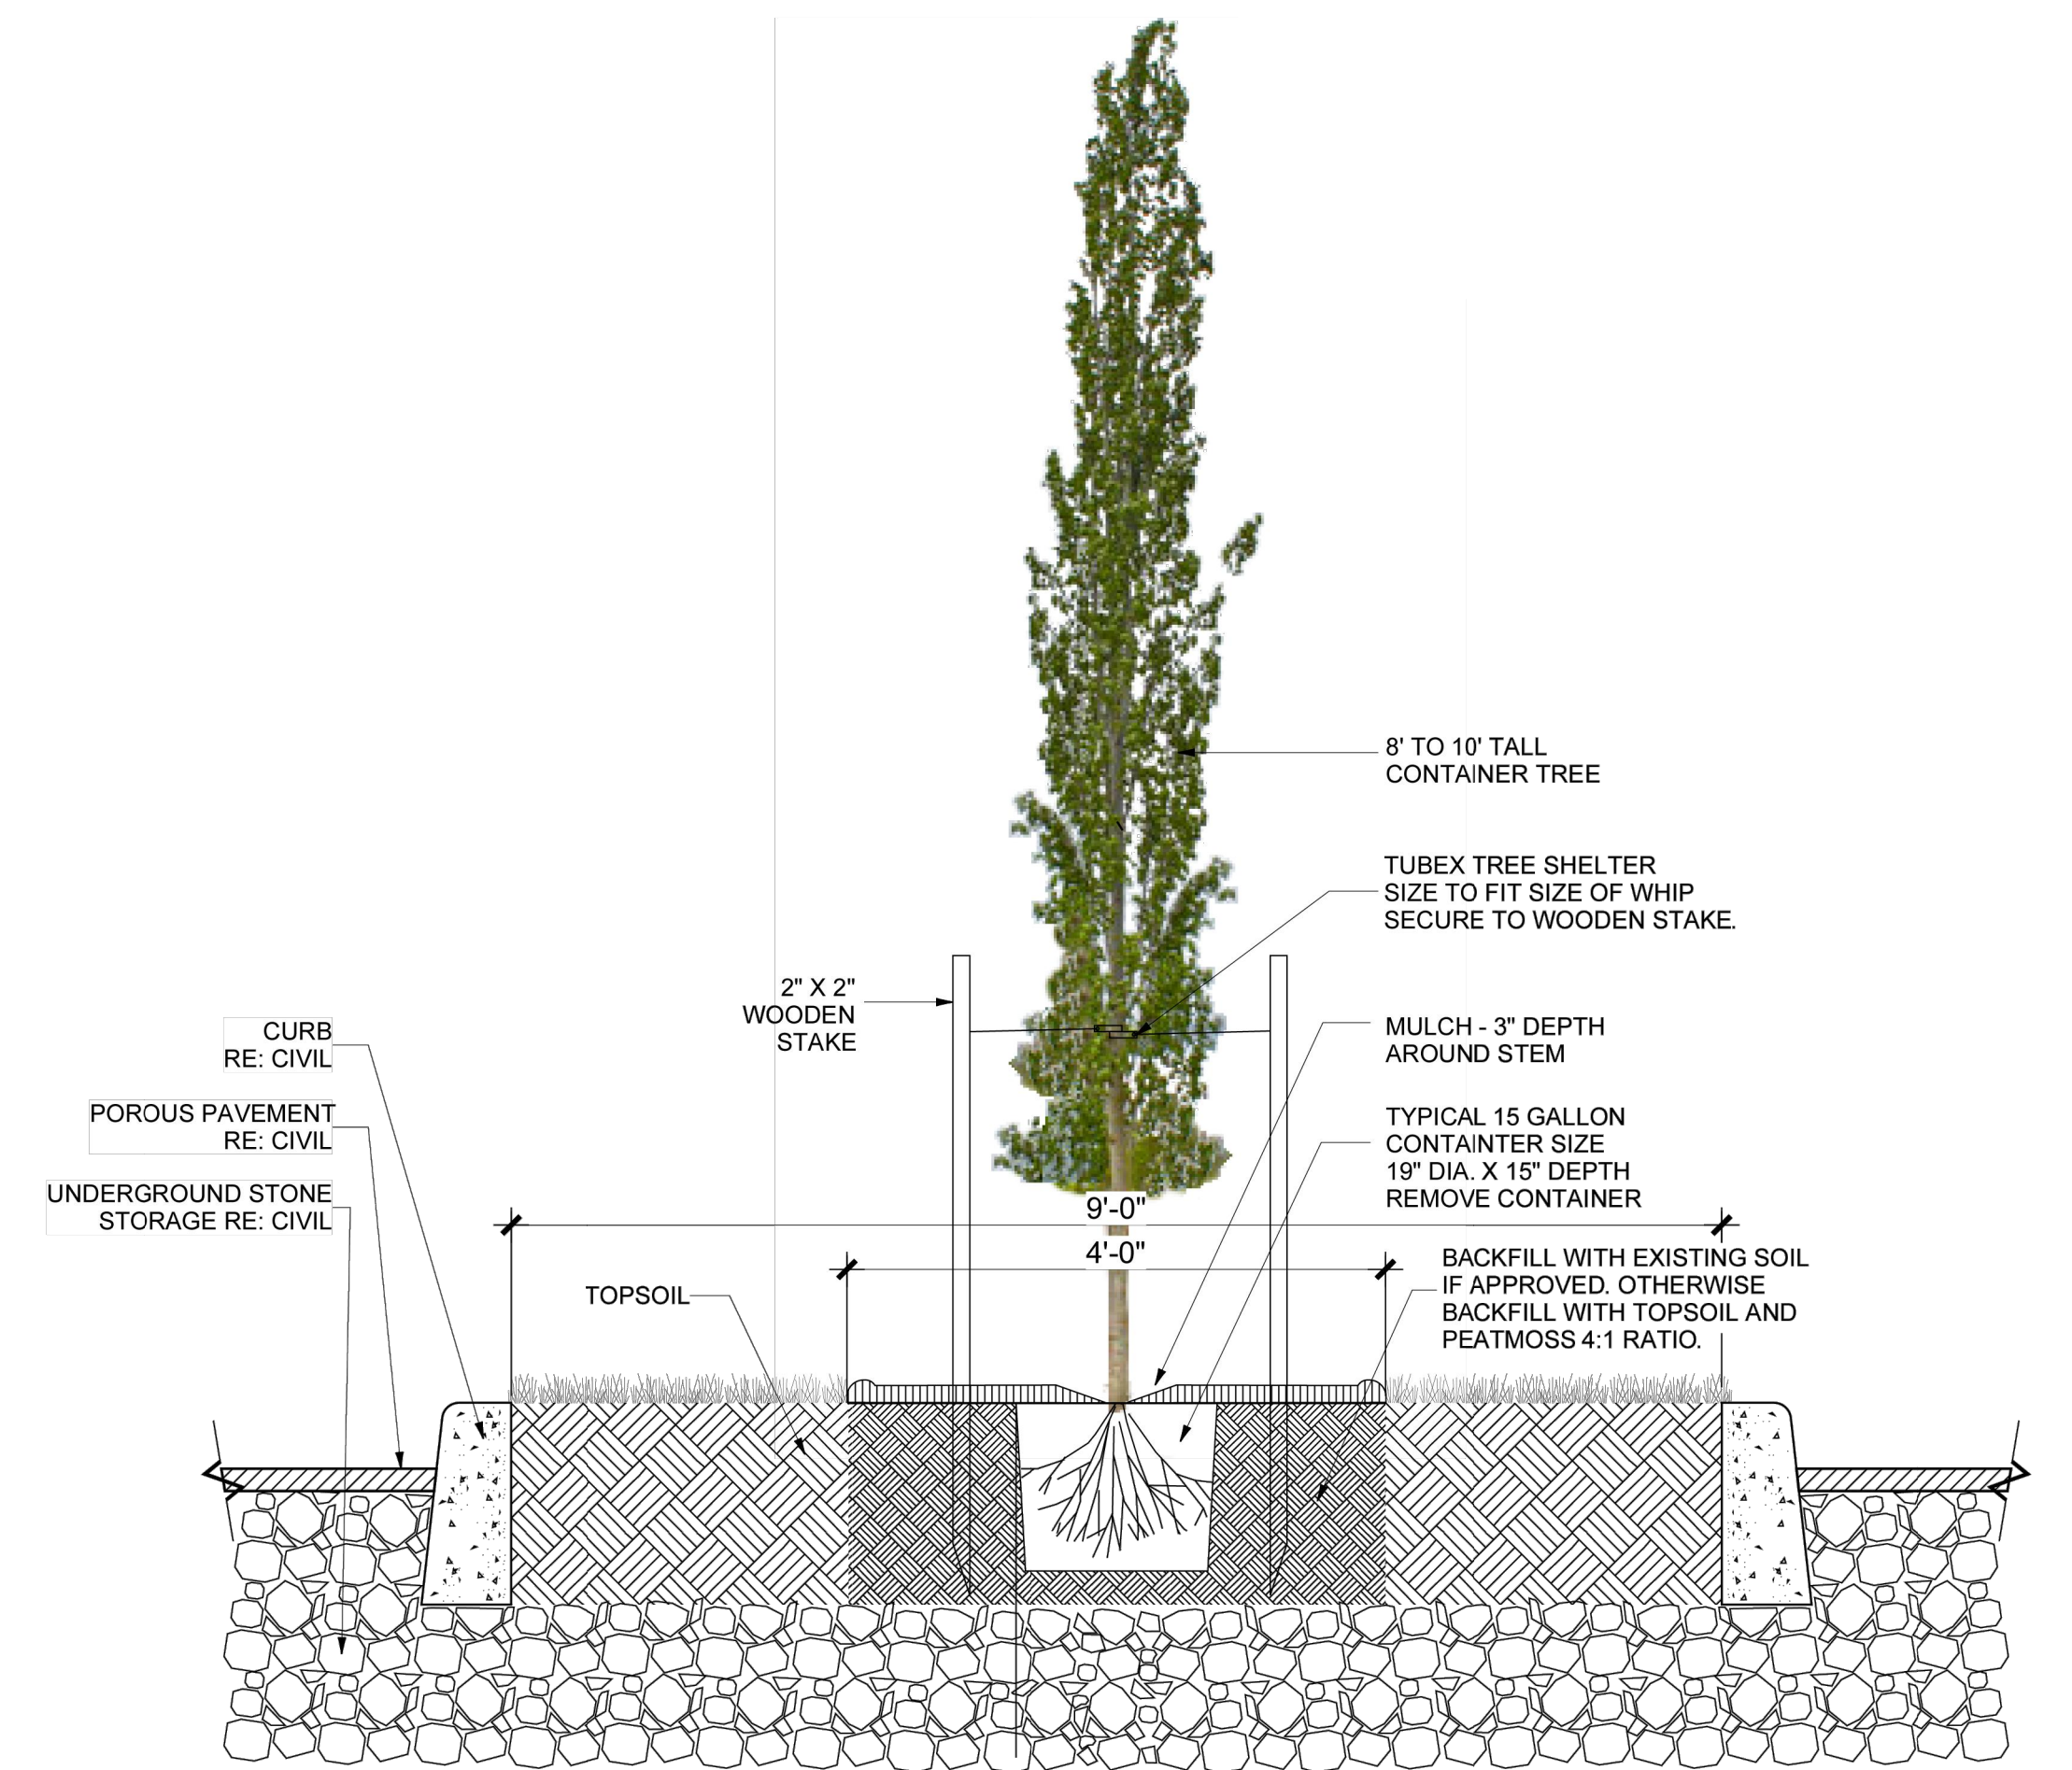 8' TO 10' TALL
CONTAINER TREE
TUBEX TREE SHELTER
SIZE TO FIT SIZE OF WHIP
SECURE TO WOODEN STAKE.
2" X 2"
WOODEN
STAKE
MULCH - 3" DEPTH
AROUND STEM
CURB
RE: CIVIL
POROUS PAVEMENT
RE: CIVIL
UNDERGROUND STONE
STORAGE RE: CIVIL
TYPICAL 15 GALLON
CONTAINTER SIZE
19" DIA. X 15" DEPTH
REMOVE CONTAINER
9'-0"
4'-0"
TOPSOIL
BACKFILL WITH EXISTING SOIL
IF APPROVED. OTHERWISE
BACKFILL WITH TOPSOIL AND
PEATMOSS 4:1 RATIO.